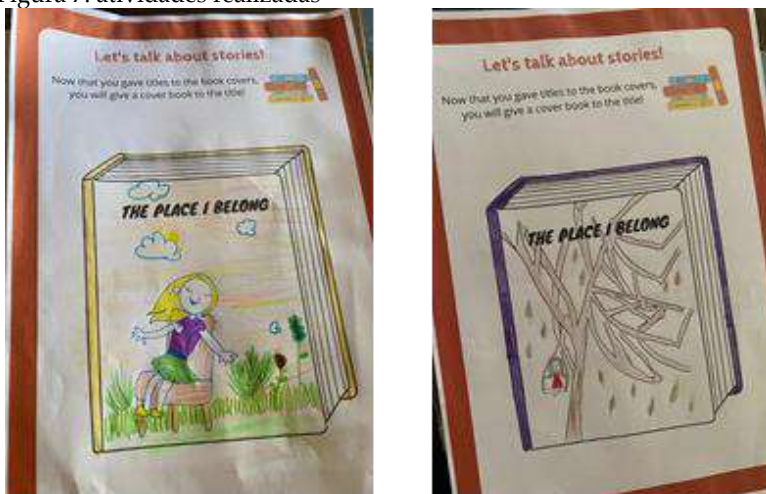 Figura 7: atividades realizadas
Let's talk about stories!
Now that you gave titles to the book covers,
you will give a cover book to the title!
THE PLACE I BELONG
Let's talk about stories!
Now that you gave titles to the book covers,
you will give a cover book to the title!
THE PLACE I BELONG